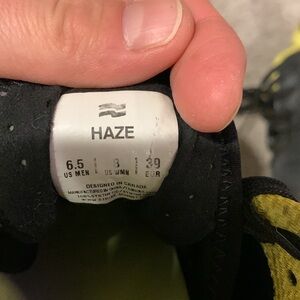 HAZE
6.5 | 8 | 39
US MEN | US WMN | EUR
DESIGNED IN CANADA